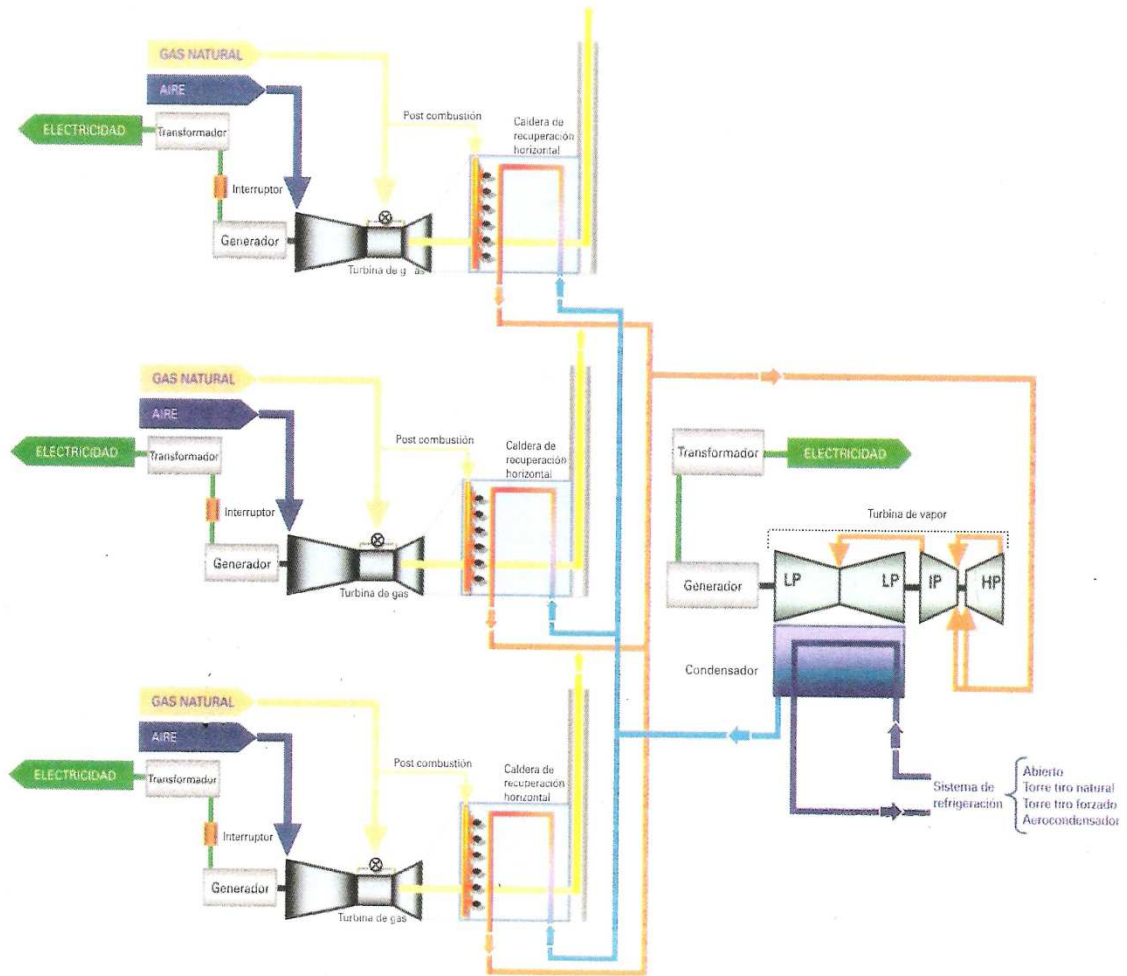 GAS NATURAL
AIRE
ELECTRICIDAD
Transformador
Post combustión
Caldera de
recuperación
horizontal
Interruptor
Generador
Turbina de g as
GAS NATURAL
AIRE
ELECTRICIDAD
Transformador
Post combustión
Caldera de
recuperación
horizontal
Interruptor
Generador
Turbina de gas
Transformador
ELECTRICIDAD
Turbina de vapor
Generador
LP
LP
IP
HP
Condensador
GAS NATURAL
AIRE
ELECTRICIDAD
Transformador
Post combustión
Caldera de
recuperación
horizontal
Interruptor
Generador
Turbina de gas
Sistema de
refrigeración
Abierto
Torre tiro natural
Torre tiro forzado
Aerocondensador